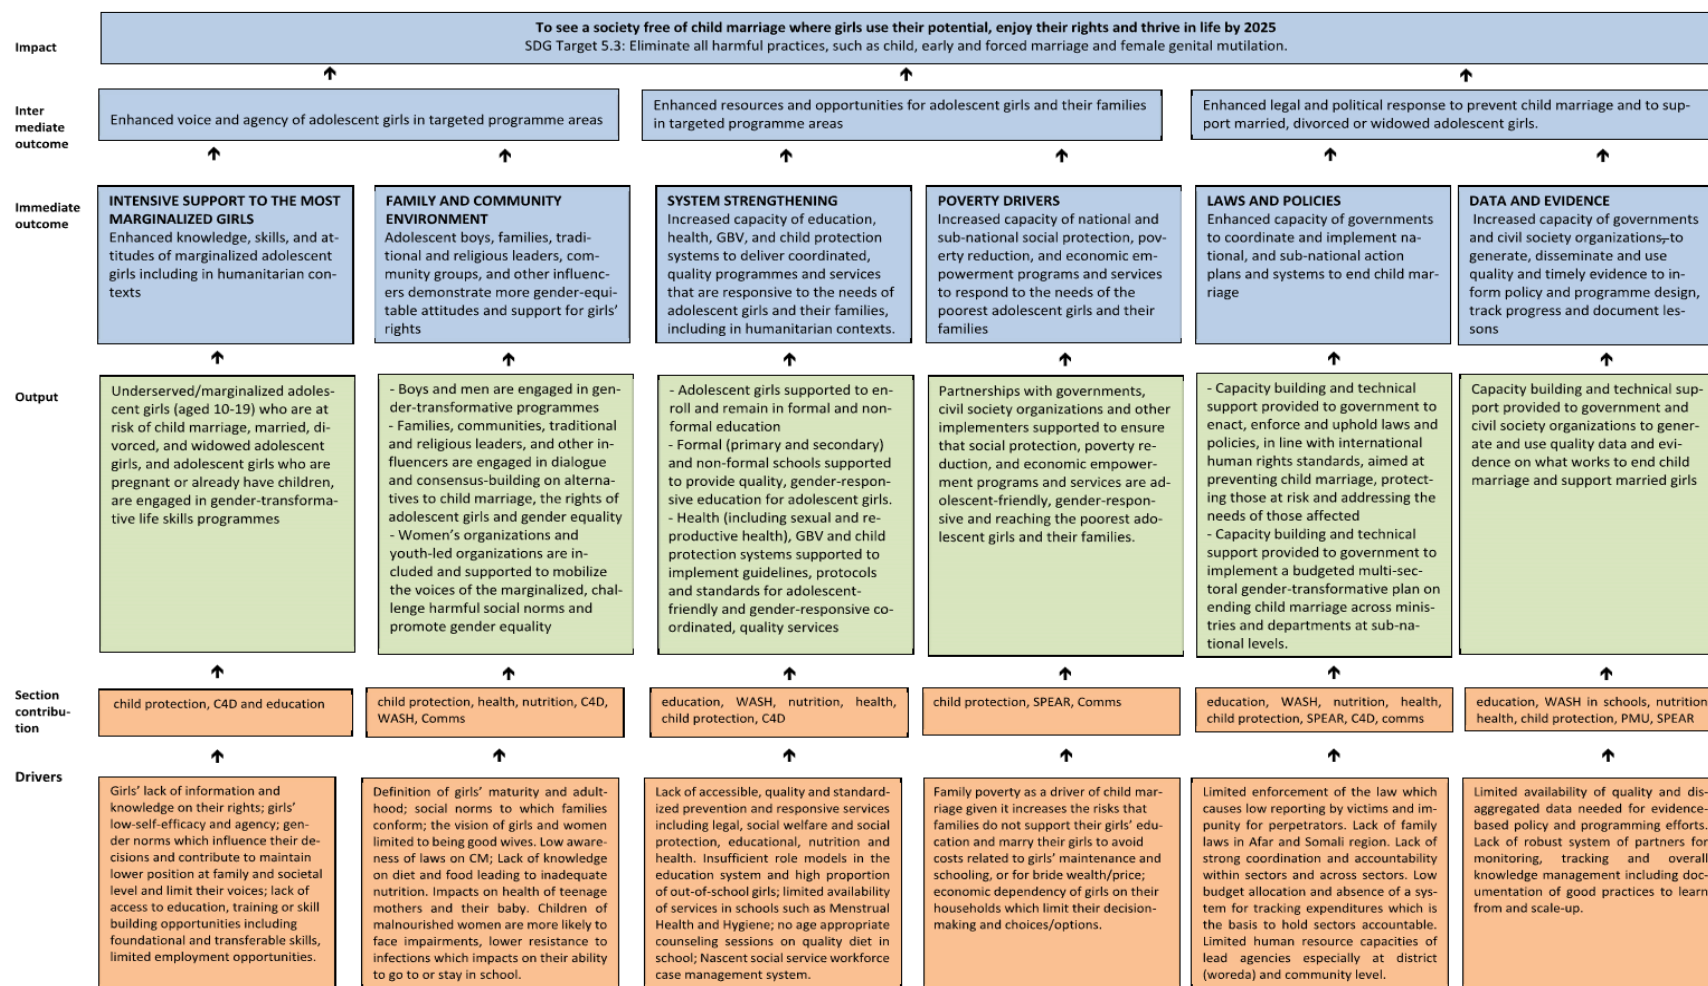 Impact
To see a society free of child marriage where girls use their potential, enjoy their rights and thrive in life by 2025
SDG Target 5.3: Eliminate all harmful practices, such as child, early and forced marriage and female genital mutilation.
Inter
mediate
outcome
Enhanced voice and agency of adolescent girls in targeted programme areas
Enhanced resources and opportunities for adolescent girls and their families
in targeted programme areas
Enhanced legal and political response to prevent child marriage and to sup-
port married, divorced or widowed adolescent girls.
Immediate
outcome
INTENSIVE SUPPORT TO THE MOST
MARGINALIZED GIRLS
Enhanced knowledge, skills, and at-
titudes of marginalized adolescent
girls including in humanitarian con-
texts
FAMILY AND COMMUNITY
ENVIRONMENT
Adolescent boys, families, tradi-
tional and religious leaders, com-
munity groups, and other influenc-
ers demonstrate more gender-equi-
table attitudes and support for girls'
rights
SYSTEM STRENGTHENING
Increased capacity of education,
health, GBV, and child protection
systems to deliver coordinated,
quality programmes and services
that are responsive to the needs of
adolescent girls and their families,
including in humanitarian contexts.
POVERTY DRIVERS
Increased capacity of national and
sub-national social protection, pov-
erty reduction, and economic em-
powerment programs and services
to respond to the needs of the
poorest adolescent girls and their
families
LAWS AND POLICIES
Enhanced capacity of governments
to coordinate and implement na-
tional, and sub-national action
plans and systems to end child mar-
riage
DATA AND EVIDENCE
Increased capacity of governments
and civil society organizations, to
generate, disseminate and use
quality and timely evidence to in-
form policy and programme design,
track progress and document les-
sons
Output
Underserved/marginalized adoles-
cent girls (aged 10-19) who are at
risk of child marriage, married, di-
vorced, and widowed adolescent
girls, and adolescent girls who are
pregnant or already have children,
are engaged in gender-transforma-
tive life skills programmes
- Boys and men are engaged in gen-
der-transformative programmes
- Families, communities, traditional
and religious leaders, and other in-
fluencers are engaged in dialogue
and consensus-building on alterna-
tives to child marriage, the rights of
adolescent girls and gender equality
- Women's organizations and
youth-led organizations are in-
cluded and supported to mobilize
the voices of the marginalized, chal-
lenge harmful social norms and
promote gender equality
- Adolescent girls supported to en-
roll and remain in formal and non-
formal education
- Formal (primary and secondary)
and non-formal schools supported
to provide quality, gender-respon-
sive education for adolescent girls.
- Health (including sexual and re-
productive health), GBV and child
protection systems supported to
implement guidelines, protocols
and standards for adolescent-
friendly and gender-responsive co-
ordinated, quality services
Partnerships with governments,
civil society organizations and other
implementers supported to ensure
that social protection, poverty re-
duction, and economic empower-
ment programs and services are ad-
olescent-friendly, gender-respon-
sive and reaching the poorest ado-
lescent girls and their families.
- Capacity building and technical
support provided to government to
enact, enforce and uphold laws and
policies, in line with international
human rights standards, aimed at
preventing child marriage, protect-
ing those at risk and addressing the
needs of those affected
- Capacity building and technical
support provided to government to
implement a budgeted multi-sec-
toral gender-transformative plan on
ending child marriage across minis-
tries and departments at sub-na-
tional levels.
Capacity building and technical sup-
port provided to government and
civil society organizations to gener-
ate and use quality data and evi-
dence on what works to end child
marriage and support married girls
Section
contribu-
tion
child protection, C4D and education
child protection, health, nutrition, C4D,
WASH, Comms
education, WASH, nutrition, health,
child protection, C4D
child protection, SPEAR, Comms
education, WASH, nutrition, health,
child protection, SPEAR, C4D, comms
education, WASH in schools, nutrition
health, child protection, PMU, SPEAR
Drivers
Girls' lack of information and
knowledge on their rights; girls'
low-self-efficacy and agency; gen-
der norms which influence their de-
cisions and contribute to maintain
lower position at family and societal
level and limit their voices; lack of
access to education, training or skill
building opportunities including
foundational and transferable skills,
limited employment opportunities.
Definition of girls' maturity and adult-
hood; social norms to which families
conform; the vision of girls and women
limited to being good wives. Low aware-
ness of laws on CM; Lack of knowledge
on diet and food leading to inadequate
nutrition. Impacts on health of teenage
mothers and their baby. Children of
malnourished women are more likely to
face impairments, lower resistance to
infections which impacts on their ability
to go to or stay in school.
Lack of accessible, quality and standard-
ized prevention and responsive services
including legal, social welfare and social
protection, educational, nutrition and
health. Insufficient role models in the
education system and high proportion
of out-of-school girls; limited availability
of services in schools such as Menstrual
Health and Hygiene; no age appropriate
counseling sessions on quality diet in
school; Nascent social service workforce
case management system.
Family poverty as a driver of child mar-
riage given it increases the risks that
families do not support their girls' edu-
cation and marry their girls to avoid
costs related to girls' maintenance and
schooling, or for bride wealth/price;
economic dependency of girls on their
households which limit their decision-
making and choices/options.
Limited enforcement of the law which
causes low reporting by victims and im-
punity for perpetrators. Lack of family
laws in Afar and Somali region. Lack of
strong coordination and accountability
within sectors and across sectors. Low
budget allocation and absence of a sys-
tem for tracking expenditures which is
the basis to hold sectors accountable.
Limited human resource capacities of
lead agencies especially at district
(woreda) and community level.
Limited availability of quality and dis-
aggregated data needed for evidence-
based policy and programming efforts.
Lack of robust system of partners for
monitoring, tracking and overall
knowledge management including doc-
umentation of good practices to learn
from and scale-up.